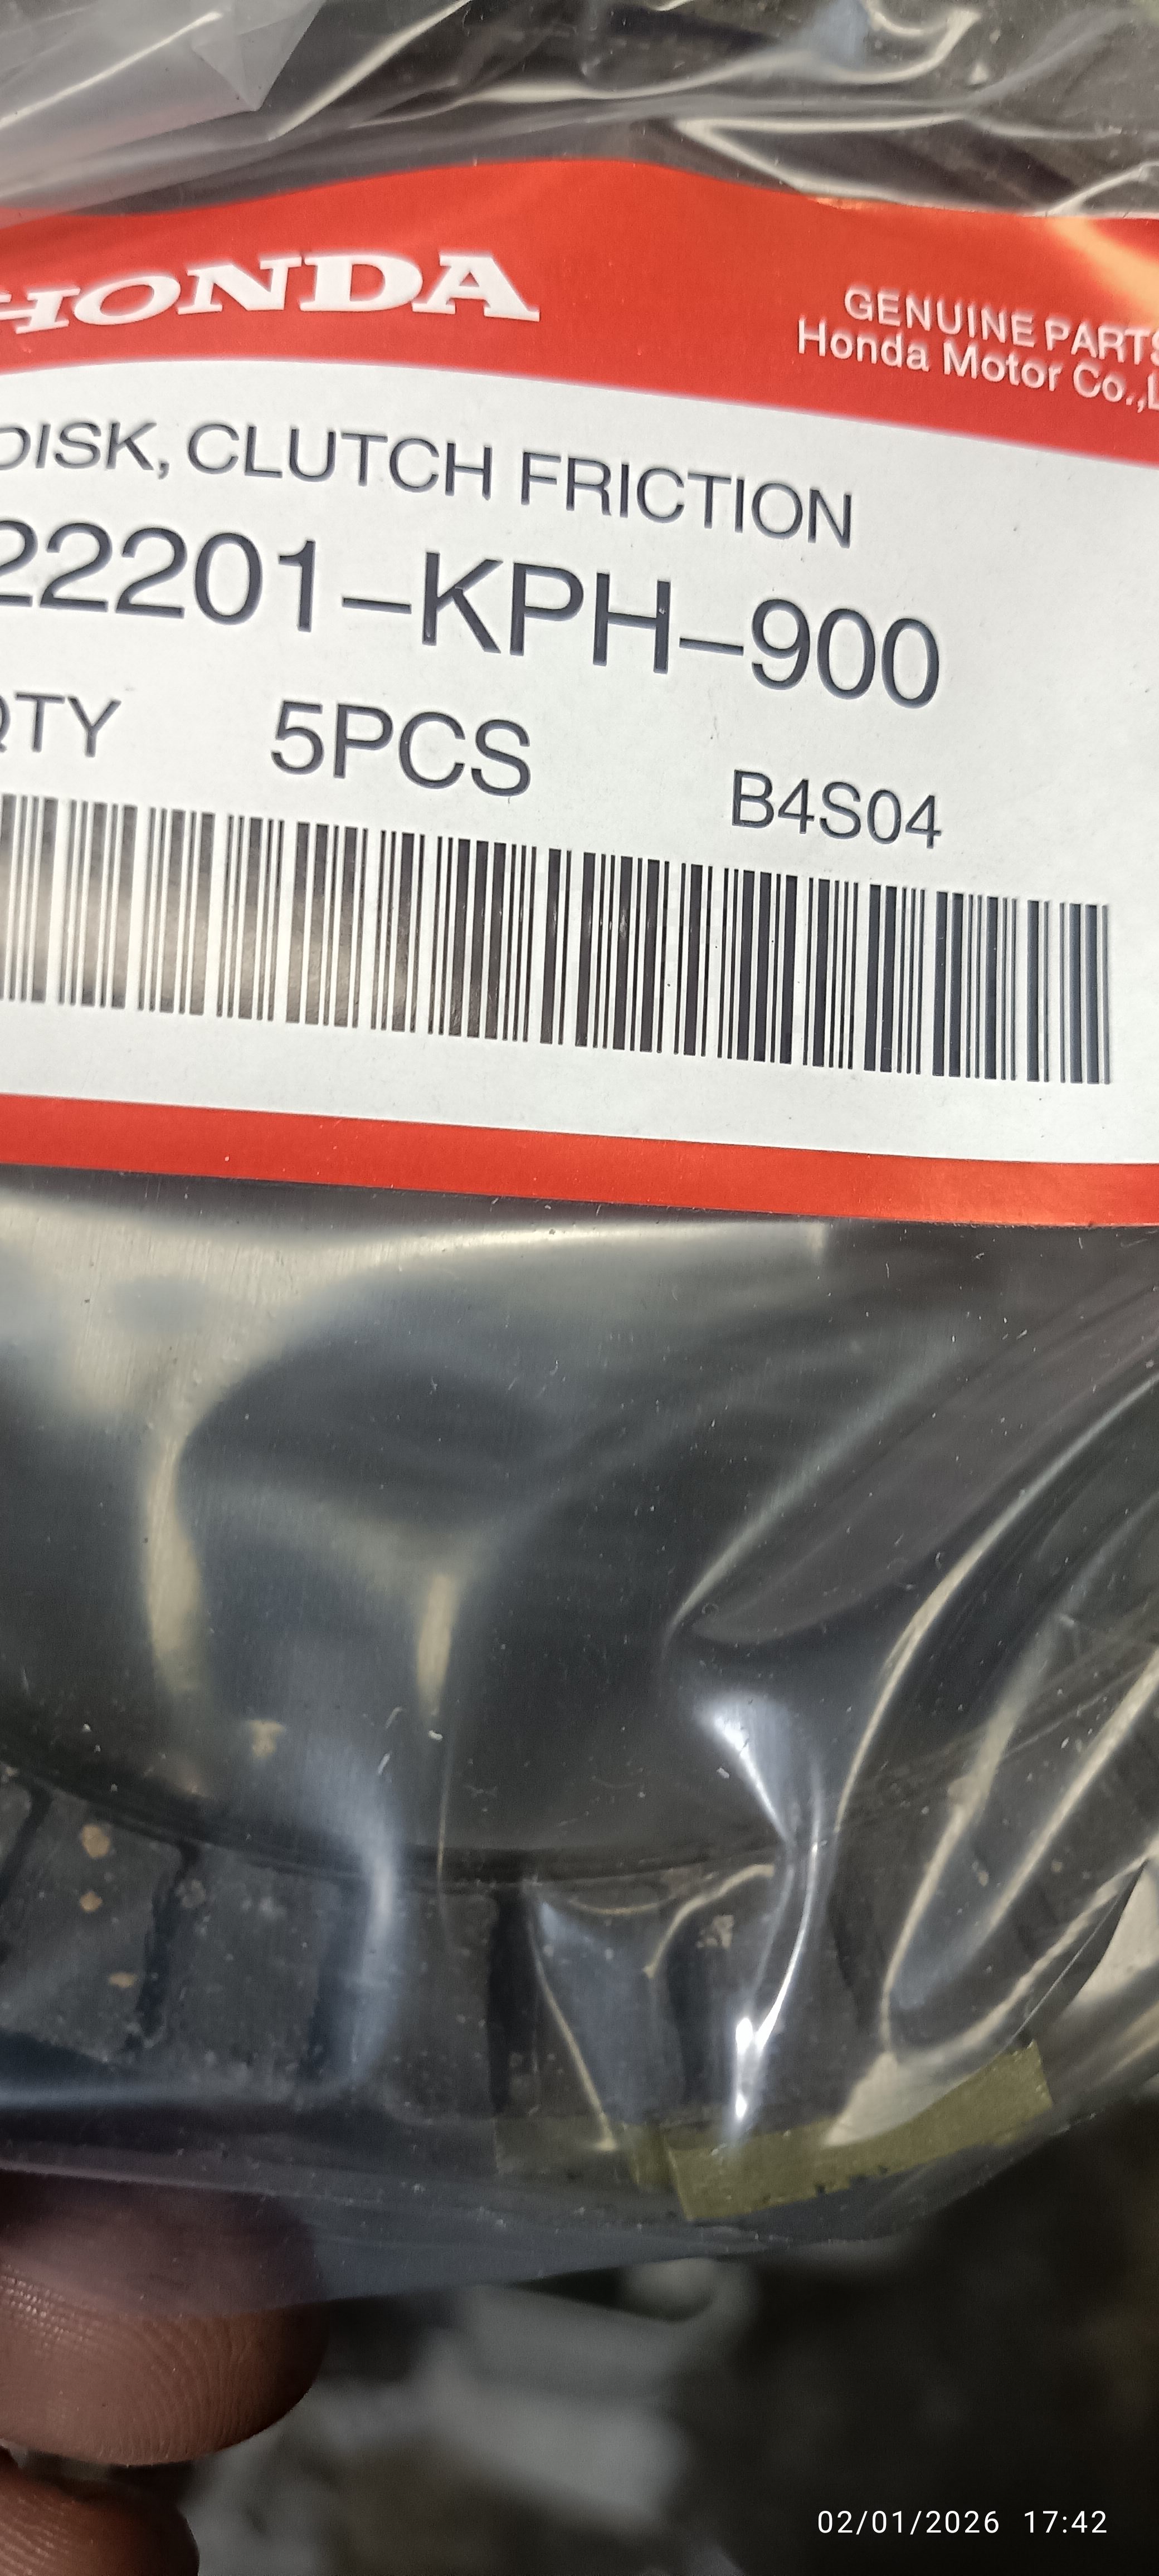 HONDA
GENUINE PARTS
Honda Motor Co.,L
DISK, CLUTCH FRICTION
22201-KPH-900
QTY 5PCS B4S04
02/01/2026 17:42